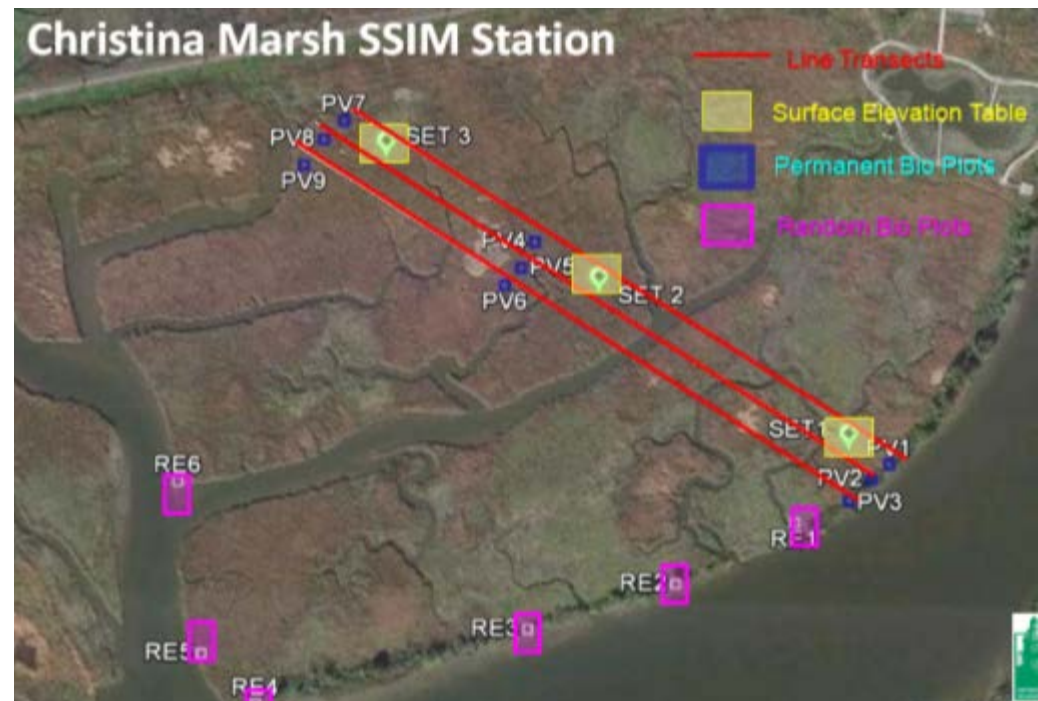 Christina Marsh SSIM Station
Line Transects
Surface Elevation Table
Permanent Bio Plots
Random Bio Plots
PV7
PV8
SET 3
PV9
PV4
PV5
PV6
SET 2
SET 1
PV1
PV2
PV3
RE6
RE1
RE2
RE3
RE5
RE4